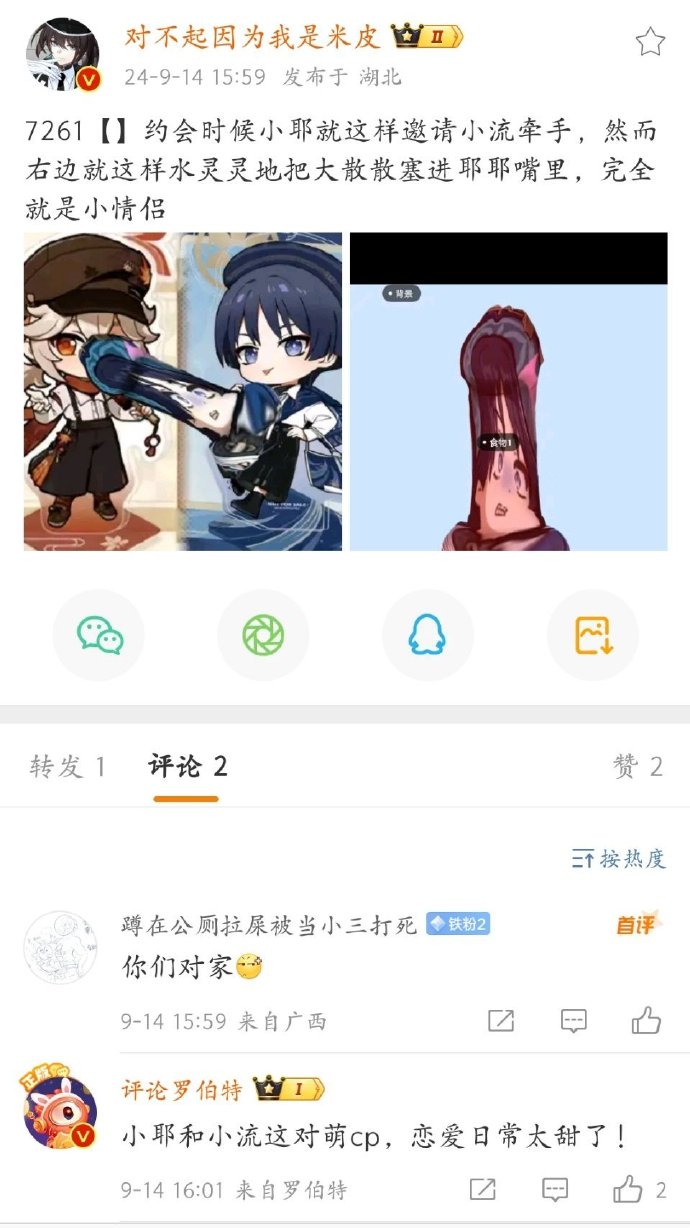 对不起因为我是米皮
II
24-9-14 15:59 发布于 湖北
7261【】约会时候小耶就这样邀请小流牵手，然而
右边就这样水灵灵地把大散散塞进耶耶嘴里，完全
就是小情侣
背景
食物1
转发 1
评论 2
赞 2
按热度
蹲在公厕拉屎被当小三打死
铁粉2
首评
你们对家
9-14 15:59 来自广西
正版
评论罗伯特
I
小耶和小流这对萌cp，恋爱日常太甜了！
9-14 16:01 来自罗伯特
2